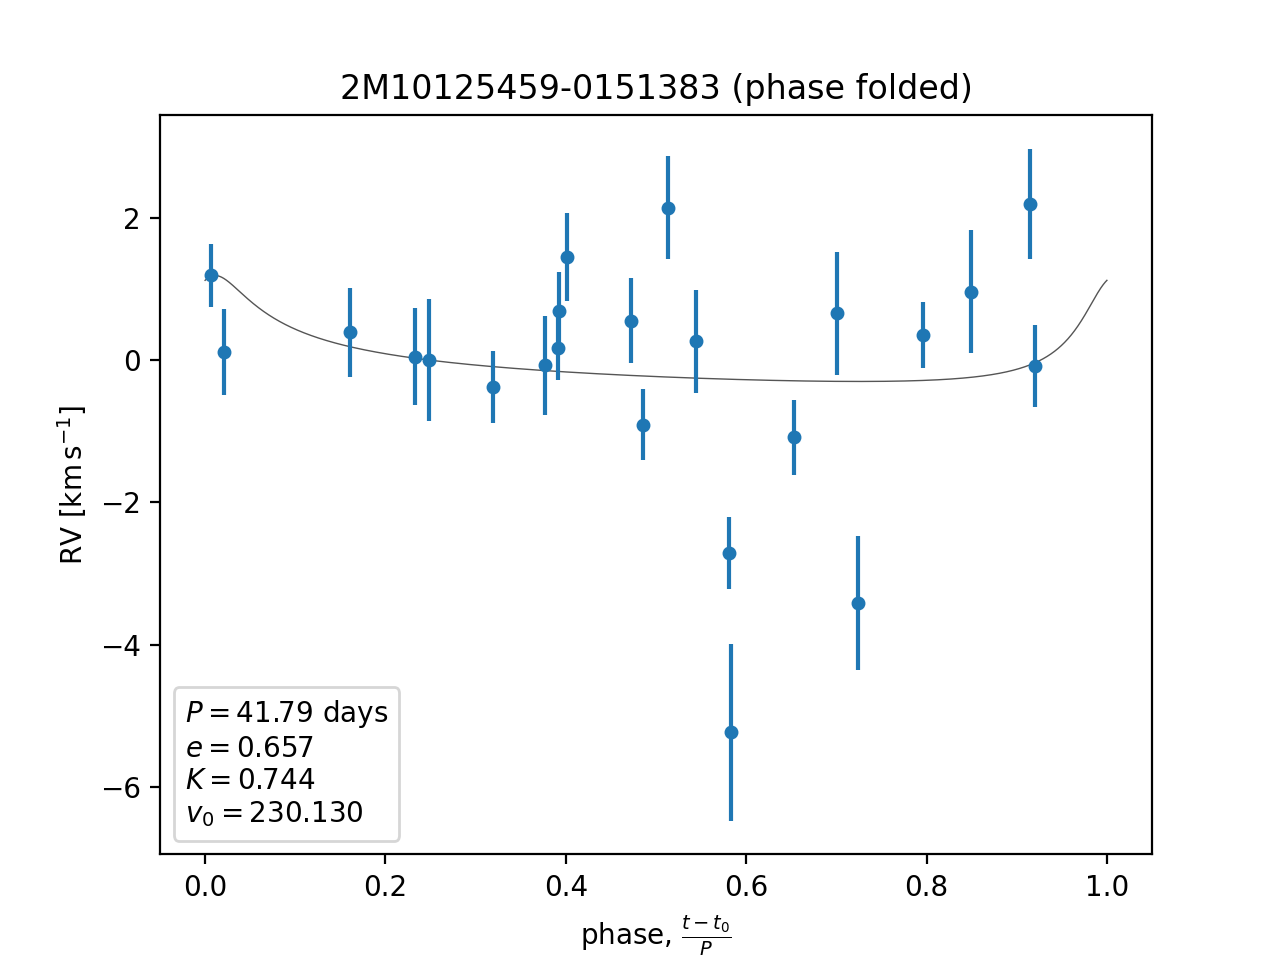 2M10125459-0151383 (phase folded)
RV [km s⁻¹]
2
0
−2
−4
−6
P = 41.79 days
e = 0.657
K = 0.744
v₀ = 230.130
0.0 0.2 0.4 0.6 0.8 1.0
phase, (t − t₀)/P